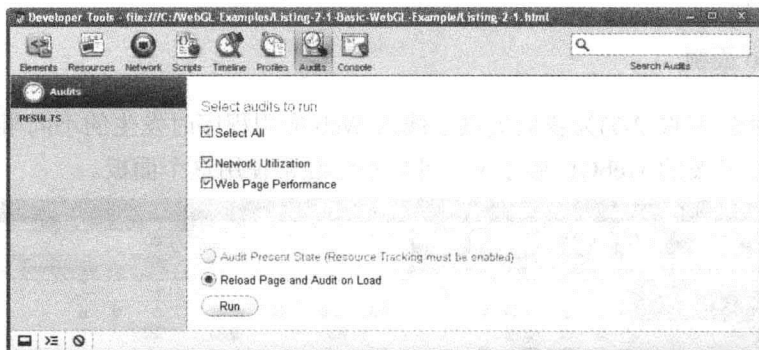 Developer Tools - file:///C:/WebGL-Examples/Listing-2-1-Basic-WebGL-Example/Listing-2-1.html
Elements Resources Network Scripts Timeline Profiles Audits Console
Search Audits
Audits
RESULTS
Select audits to run
Select All
Network Utilization
Web Page Performance
Audit Present State (Resource Tracking must be enabled)
Reload Page and Audit on Load
Run